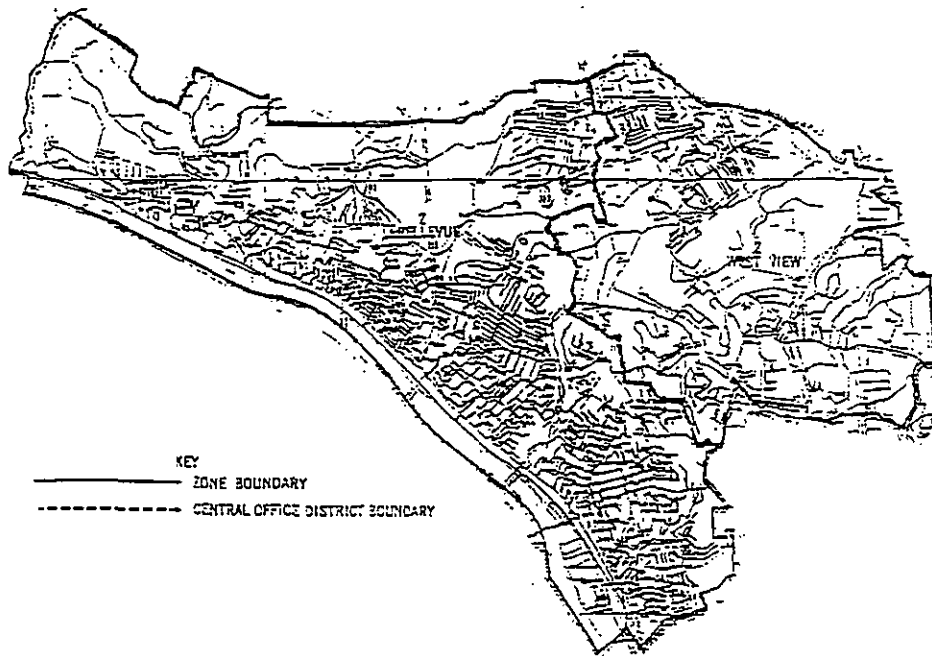 Z
BELLEVUE
Z
WEST VIEW
KEY
ZONE BOUNDARY
CENTRAL OFFICE DISTRICT BOUNDARY